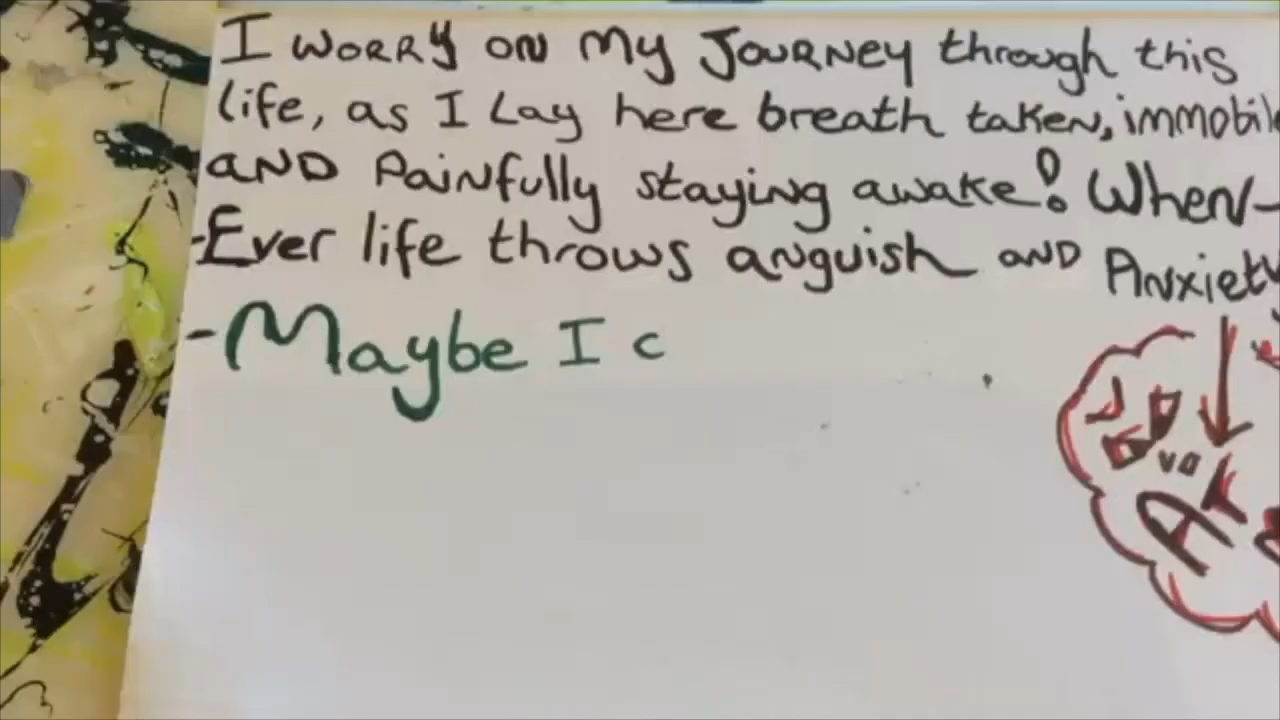 I WORRY ON My JOURNEY through this
life, as I Lay here breath taken, immobil
AND Painfully staying awake! When-
-Ever life throws anguish AND Anxiety
-Maybe I c